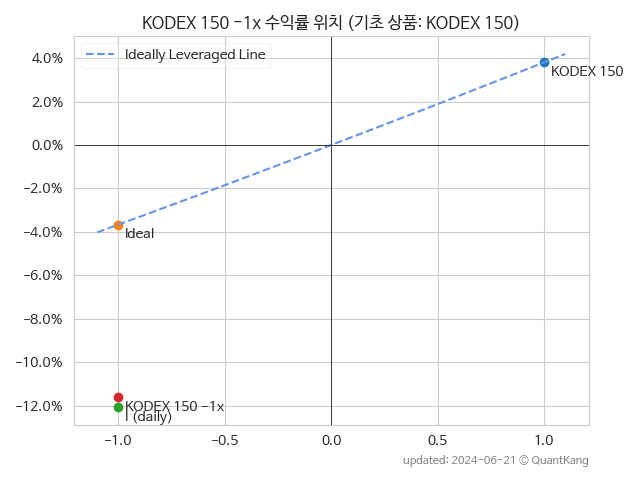 KODEX 150 -1x 수익률 위치 (기초 상품: KODEX 150)
Ideally Leveraged Line
4.0%
2.0%
0.0%
-2.0%
-4.0%
-6.0%
-8.0%
-10.0%
-12.0%
KODEX 150
Ideal
KODEX 150 -1x
I (daily)
-1.0
-0.5
0.0
0.5
1.0
updated: 2024-06-21 © QuantKang